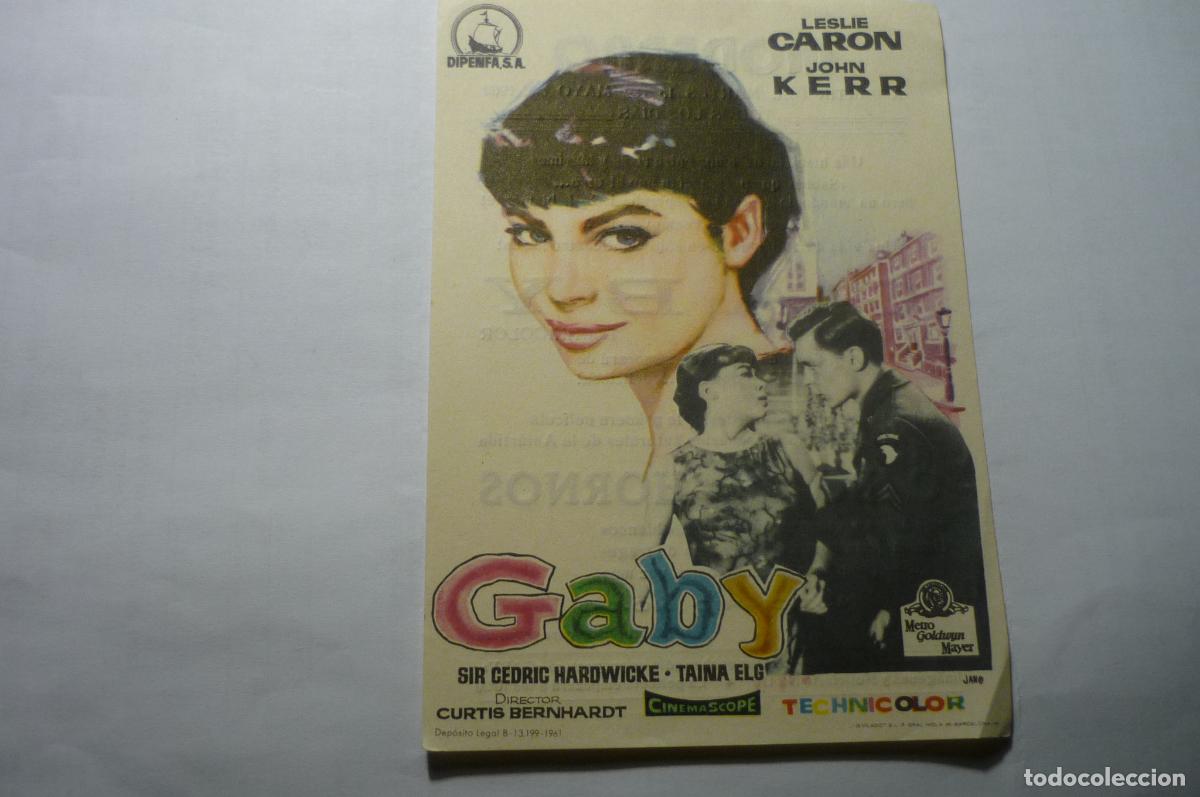 DIPENFA, S.A.
LESLIE
CARON
JOHN
KERR
Gaby
Metro
Goldwyn
Mayer
SIR CEDRIC HARDWICKE · TAINA ELG
JANO
DIRECTOR
CURTIS BERNHARDT
CINEMASCOPE
TECHNICOLOR
Depósito Legal B-13.199-1961
todocoleccion